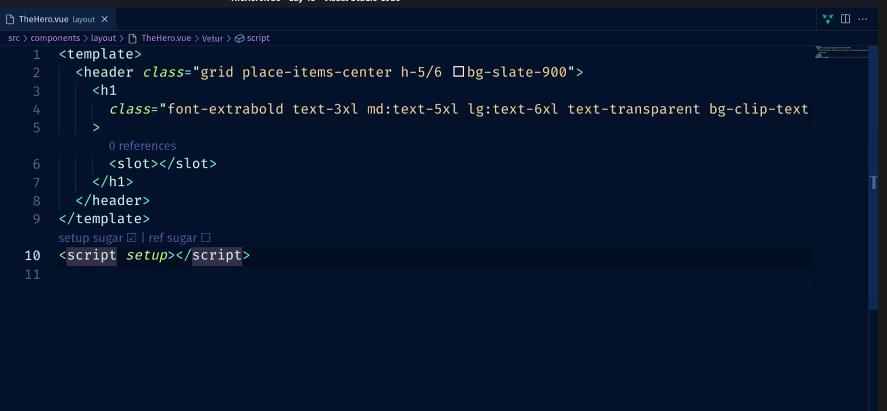 TheHero.vue layout
src > components > layout > TheHero.vue > Vetur > script
1 <template>
2 <header class="grid place-items-center h-5/6 bg-slate-900">
3 <h1
4 class="font-extrabold text-3xl md:text-5xl lg:text-6xl text-transparent bg-clip-text
5 >
0 references
6 <slot></slot>
7 </h1>
8 </header>
9 </template>
setup sugar ☑ | ref sugar ☐
10 <script setup></script>
11